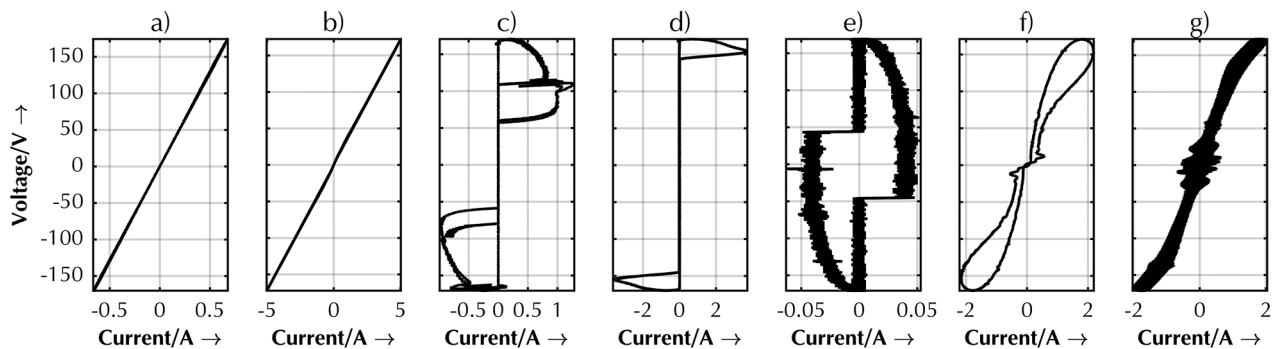 a) b) c) d) e) f) g)
150
100
50
0
-50
-100
-150
Voltage/V →
-0.5 0 0.5 -5 0 5 -0.5 0 0.5 1 -2 0 2 -0.05 0 0.05 -2 0 2 -2 0 2
Current/A → Current/A → Current/A → Current/A → Current/A → Current/A → Current/A →